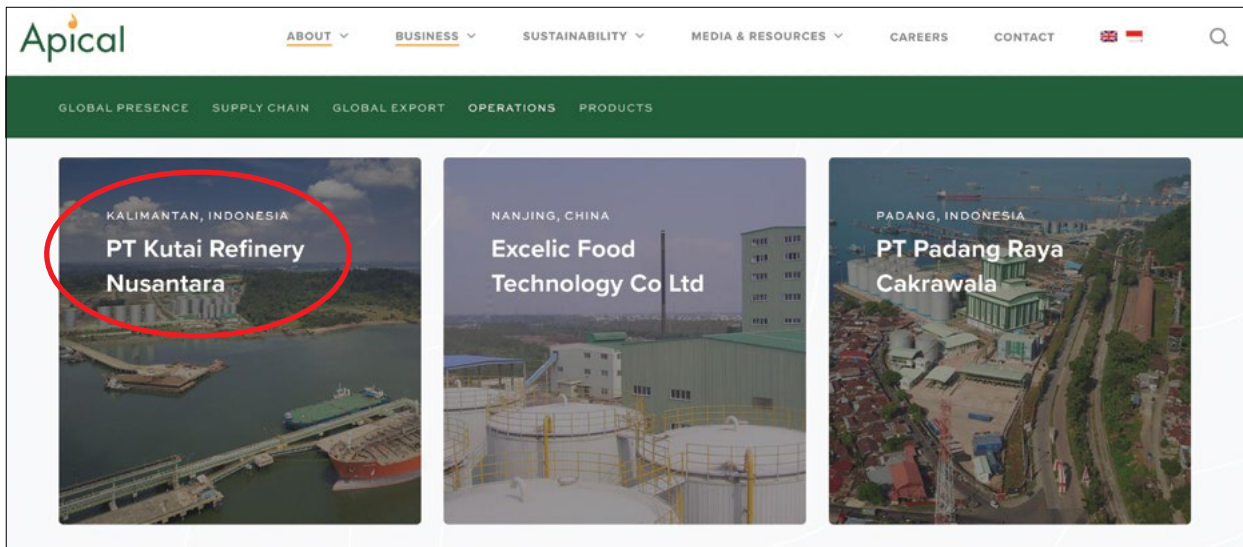 Apical
ABOUT BUSINESS SUSTAINABILITY MEDIA & RESOURCES CAREERS CONTACT
GLOBAL PRESENCE SUPPLY CHAIN GLOBAL EXPORT OPERATIONS PRODUCTS
KALIMANTAN, INDONESIA
PT Kutai Refinery
Nusantara
NANJING, CHINA
Excelic Food
Technology Co Ltd
PADANG, INDONESIA
PT Padang Raya
Cakrawala